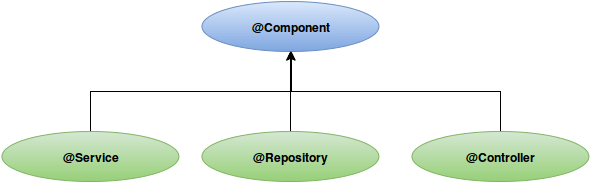 @Component
@Service
@Repository
@Controller